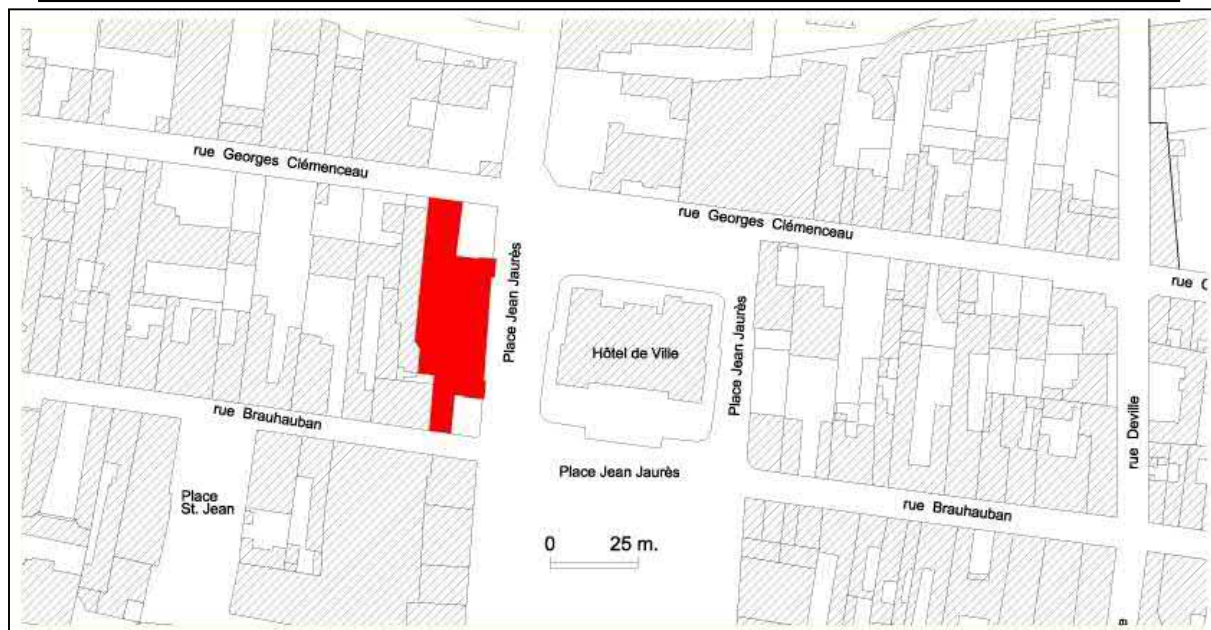 rue Georges Clémenceau
rue Georges Clémenceau
Place Jean Jaurès
Hôtel de Ville
Place Jean Jaurès
rue Brauhauban
Place Jean Jaurès
Place
St. Jean
rue Brauhauban
rue Deville
0 25 m.